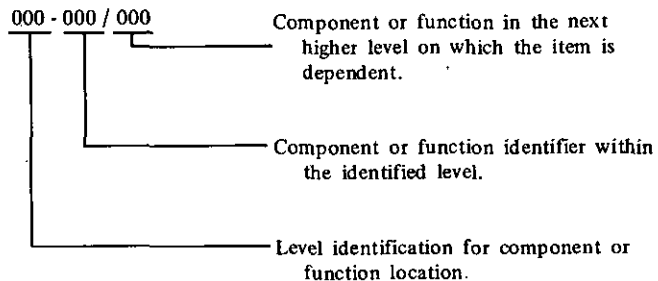 000 - 000 / 000
Component or function in the next
higher level on which the item is
dependent.
Component or function identifier within
the identified level.
Level identification for component or
function location.